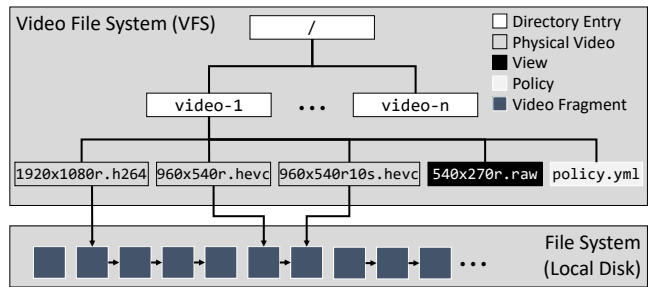 Video File System (VFS)
/
Directory Entry
Physical Video
View
Policy
Video Fragment
video-1 ... video-n
1920x1080r.h264 960x540r.hevc 960x540r10s.hevc 540x270r.raw policy.yml
File System
(Local Disk)
...